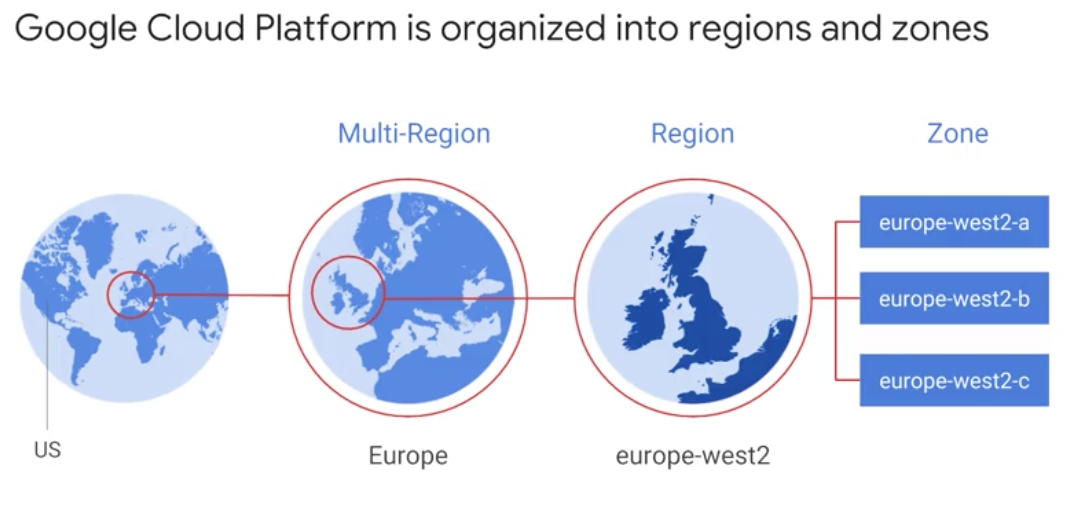 Google Cloud Platform is organized into regions and zones
Multi-Region
Region
Zone
europe-west2-a
europe-west2-b
europe-west2-c
US
Europe
europe-west2